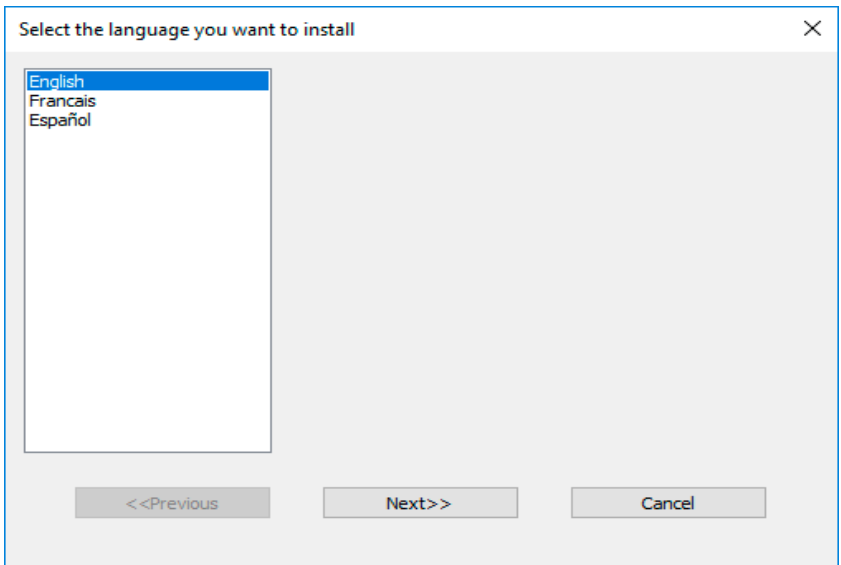 Select the language you want to install
English
Francais
Español
<<Previous
Next>>
Cancel